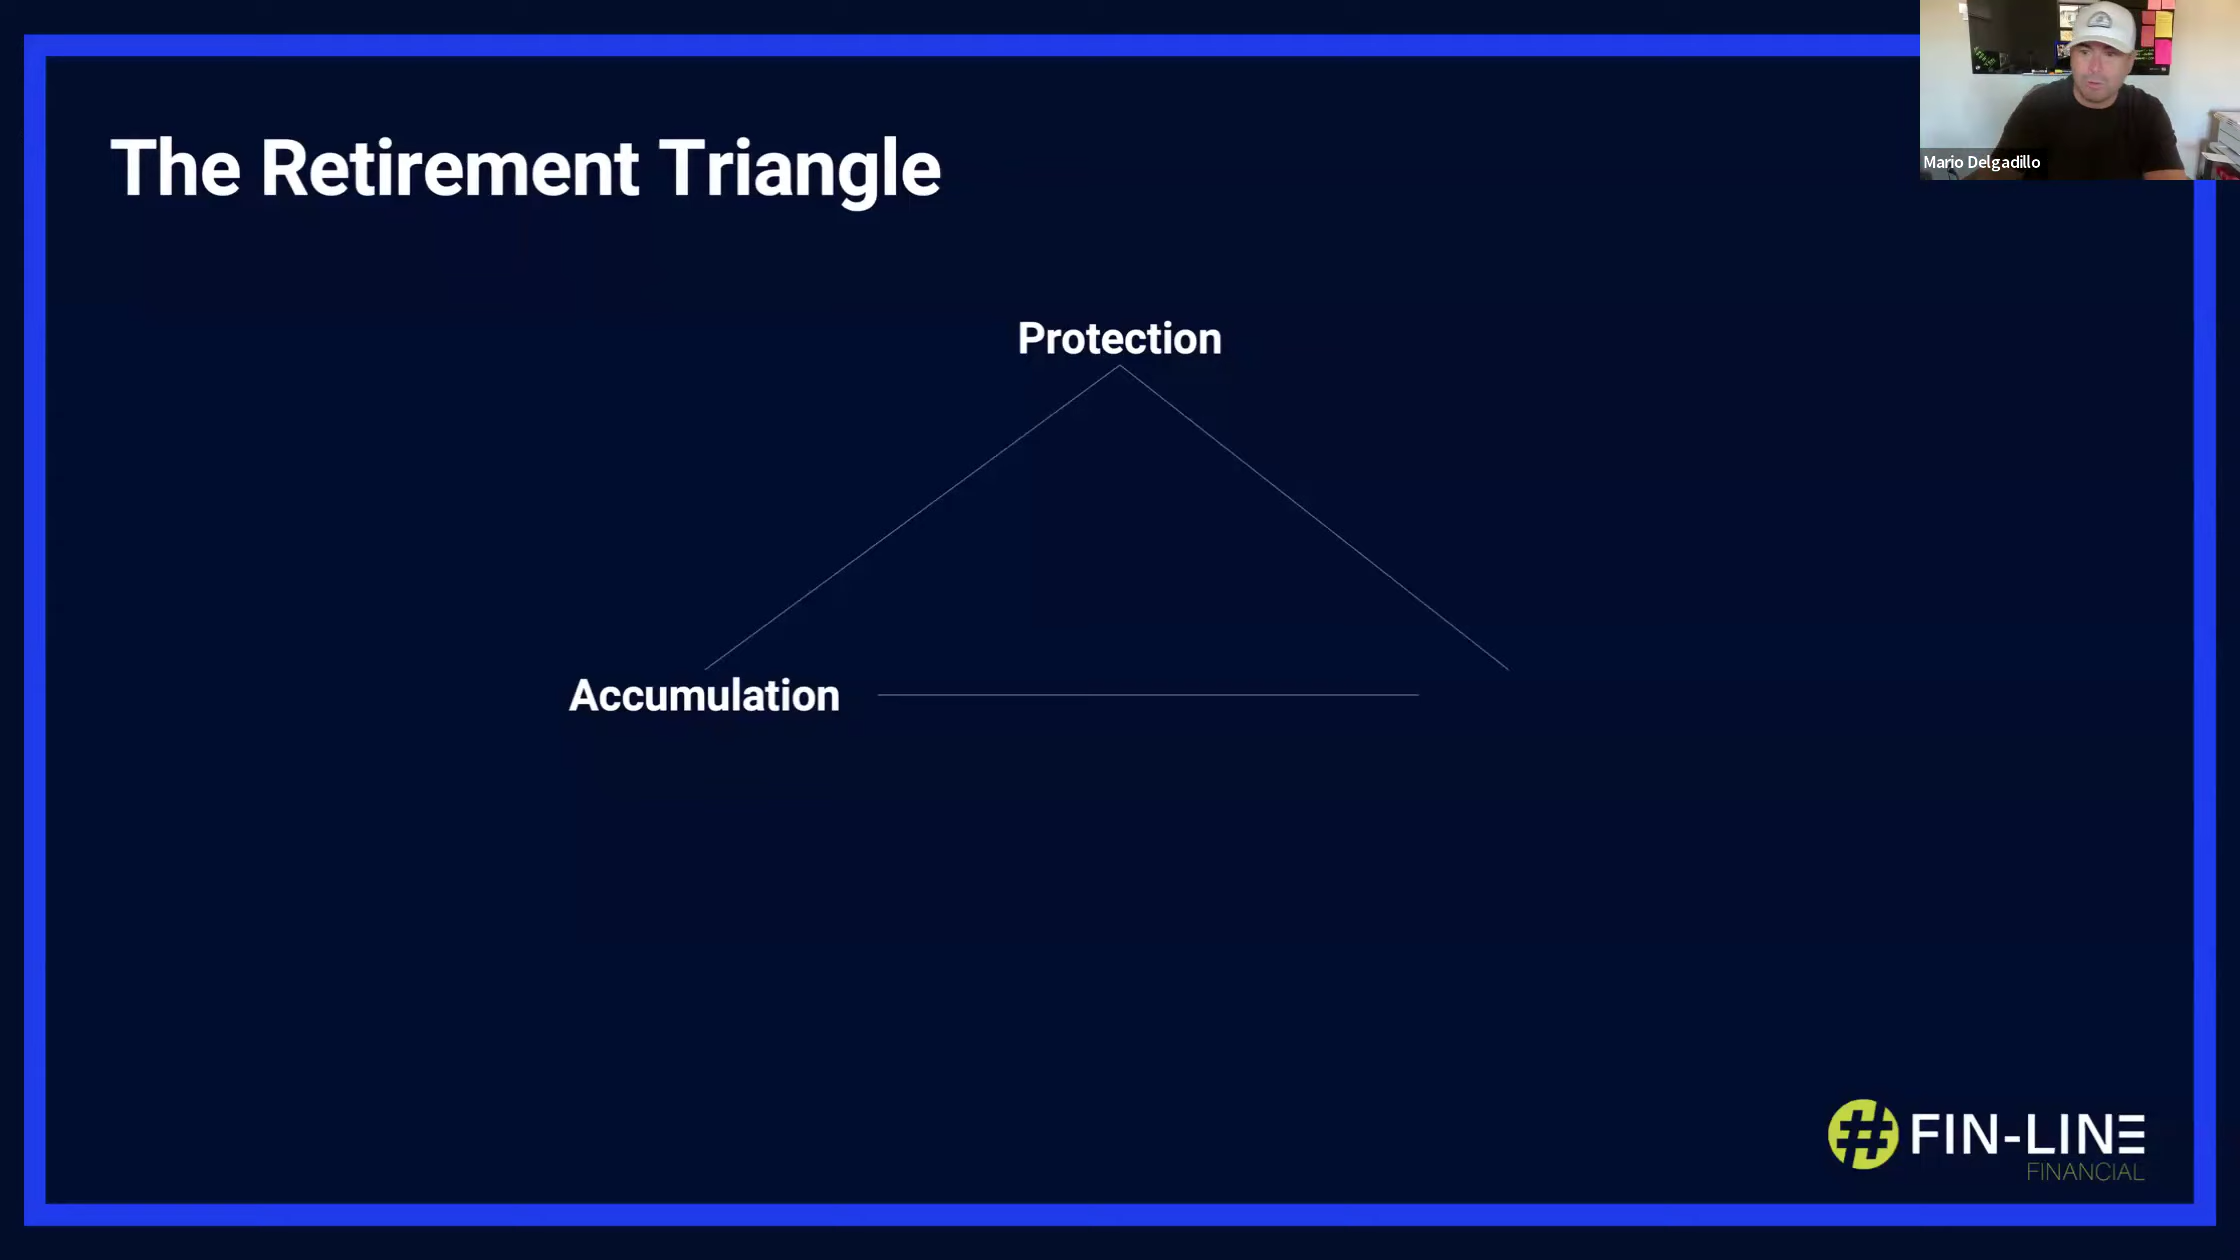 The Retirement Triangle
Mario Delgadillo
Protection
Accumulation
FIN-LINE
FINANCIAL